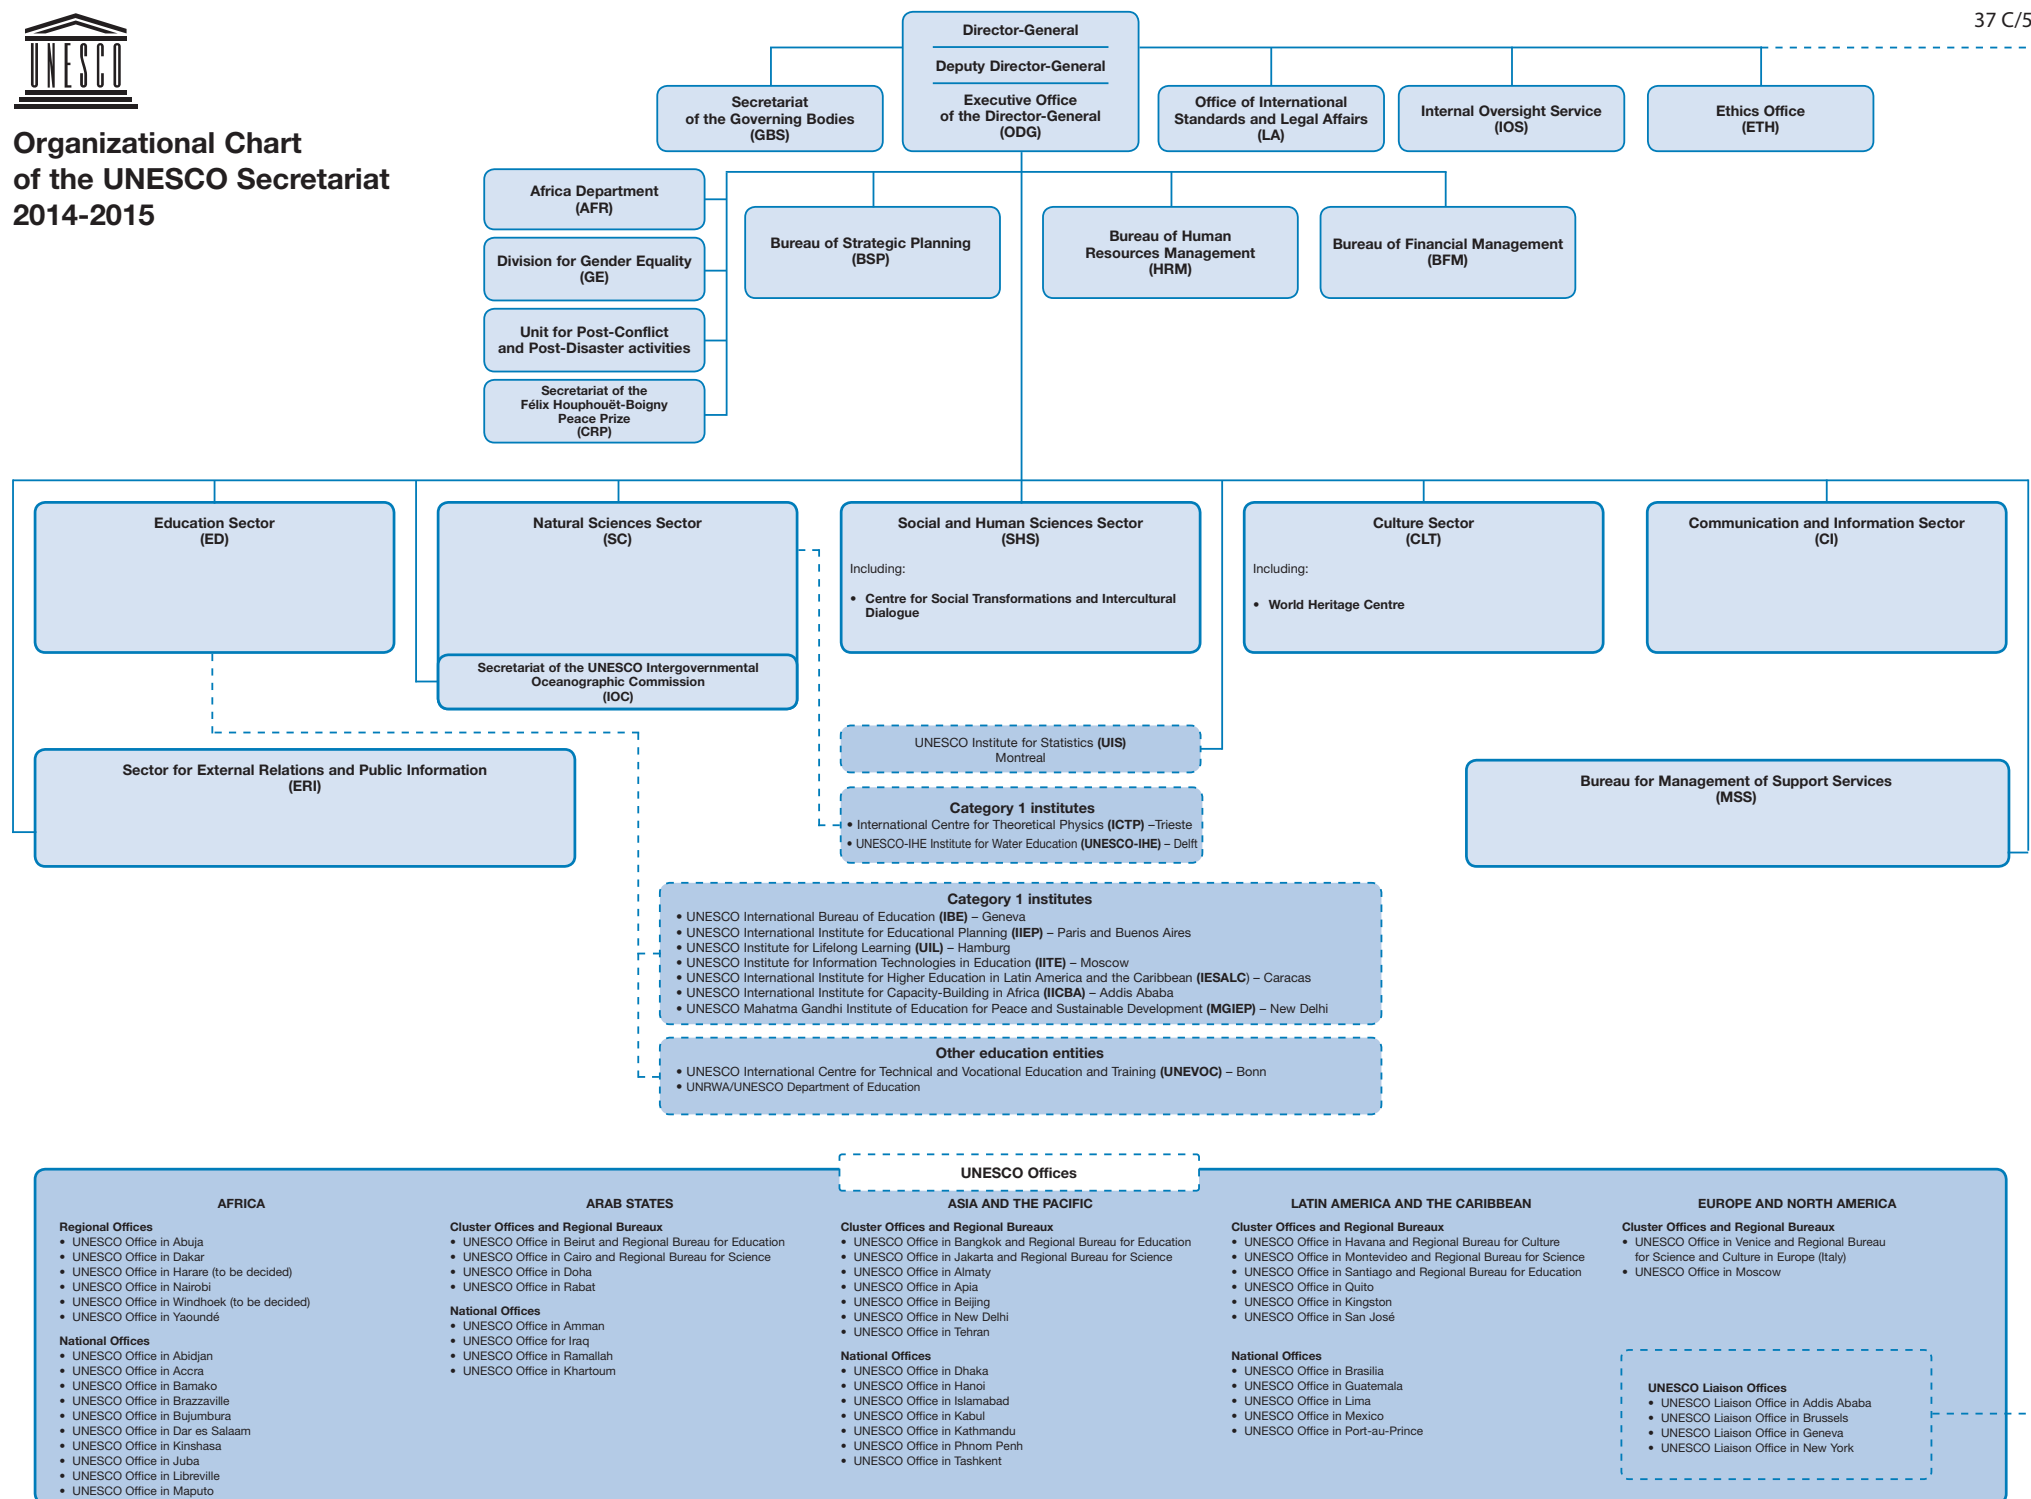 UNESCO
37 C/5
Organizational Chart
of the UNESCO Secretariat
2014-2015
Director-General
Deputy Director-General
Executive Office
of the Director-General
(ODG)
Secretariat
of the Governing Bodies
(GBS)
Office of International
Standards and Legal Affairs
(LA)
Internal Oversight Service
(IOS)
Ethics Office
(ETH)
Africa Department
(AFR)
Division for Gender Equality
(GE)
Unit for Post-Conflict
and Post-Disaster activities
Secretariat of the
Félix Houphouët-Boigny
Peace Prize
(CRP)
Bureau of Strategic Planning
(BSP)
Bureau of Human
Resources Management
(HRM)
Bureau of Financial Management
(BFM)
Education Sector
(ED)
Natural Sciences Sector
(SC)
Secretariat of the UNESCO Intergovernmental
Oceanographic Commission
(IOC)
Social and Human Sciences Sector
(SHS)
Including:
• Centre for Social Transformations and Intercultural
Dialogue
Culture Sector
(CLT)
Including:
• World Heritage Centre
Communication and Information Sector
(CI)
Sector for External Relations and Public Information
(ERI)
UNESCO Institute for Statistics (UIS)
Montreal
Category 1 institutes
• International Centre for Theoretical Physics (ICTP) –Trieste
• UNESCO-IHE Institute for Water Education (UNESCO-IHE) – Delft
Bureau for Management of Support Services
(MSS)
Category 1 institutes
• UNESCO International Bureau of Education (IBE) – Geneva
• UNESCO International Institute for Educational Planning (IIEP) – Paris and Buenos Aires
• UNESCO Institute for Lifelong Learning (UIL) – Hamburg
• UNESCO Institute for Information Technologies in Education (IITE) – Moscow
• UNESCO International Institute for Higher Education in Latin America and the Caribbean (IESALC) – Caracas
• UNESCO International Institute for Capacity-Building in Africa (IICBA) – Addis Ababa
• UNESCO Mahatma Gandhi Institute of Education for Peace and Sustainable Development (MGIEP) – New Delhi
Other education entities
• UNESCO International Centre for Technical and Vocational Education and Training (UNEVOC) – Bonn
• UNRWA/UNESCO Department of Education
UNESCO Offices
AFRICA
Regional Offices
• UNESCO Office in Abuja
• UNESCO Office in Dakar
• UNESCO Office in Harare (to be decided)
• UNESCO Office in Nairobi
• UNESCO Office in Windhoek (to be decided)
• UNESCO Office in Yaoundé
National Offices
• UNESCO Office in Abidjan
• UNESCO Office in Accra
• UNESCO Office in Bamako
• UNESCO Office in Brazzaville
• UNESCO Office in Bujumbura
• UNESCO Office in Dar es Salaam
• UNESCO Office in Kinshasa
• UNESCO Office in Juba
• UNESCO Office in Libreville
• UNESCO Office in Maputo
ARAB STATES
Cluster Offices and Regional Bureaux
• UNESCO Office in Beirut and Regional Bureau for Education
• UNESCO Office in Cairo and Regional Bureau for Science
• UNESCO Office in Doha
• UNESCO Office in Rabat
National Offices
• UNESCO Office in Amman
• UNESCO Office for Iraq
• UNESCO Office in Ramallah
• UNESCO Office in Khartoum
ASIA AND THE PACIFIC
Cluster Offices and Regional Bureaux
• UNESCO Office in Bangkok and Regional Bureau for Education
• UNESCO Office in Jakarta and Regional Bureau for Science
• UNESCO Office in Almaty
• UNESCO Office in Apia
• UNESCO Office in Beijing
• UNESCO Office in New Delhi
• UNESCO Office in Tehran
National Offices
• UNESCO Office in Dhaka
• UNESCO Office in Hanoi
• UNESCO Office in Islamabad
• UNESCO Office in Kabul
• UNESCO Office in Kathmandu
• UNESCO Office in Phnom Penh
• UNESCO Office in Tashkent
LATIN AMERICA AND THE CARIBBEAN
Cluster Offices and Regional Bureaux
• UNESCO Office in Havana and Regional Bureau for Culture
• UNESCO Office in Montevideo and Regional Bureau for Science
• UNESCO Office in Santiago and Regional Bureau for Education
• UNESCO Office in Quito
• UNESCO Office in Kingston
• UNESCO Office in San José
National Offices
• UNESCO Office in Brasilia
• UNESCO Office in Guatemala
• UNESCO Office in Lima
• UNESCO Office in Mexico
• UNESCO Office in Port-au-Prince
EUROPE AND NORTH AMERICA
Cluster Offices and Regional Bureaux
• UNESCO Office in Venice and Regional Bureau
for Science and Culture in Europe (Italy)
• UNESCO Office in Moscow
UNESCO Liaison Offices
• UNESCO Liaison Office in Addis Ababa
• UNESCO Liaison Office in Brussels
• UNESCO Liaison Office in Geneva
• UNESCO Liaison Office in New York